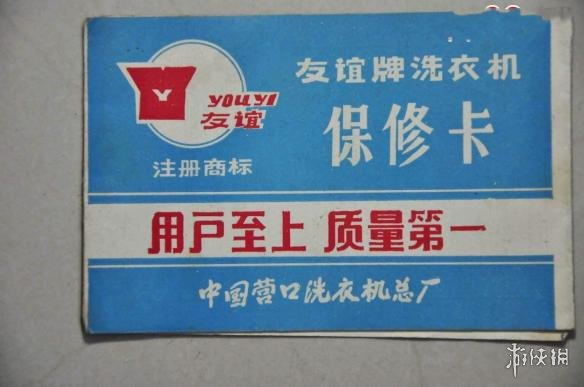 友谊牌洗衣机
保修卡
Y
YOUYI
友谊
注册商标
用户至上 质量第一
中国营口洗衣机总厂
游侠网